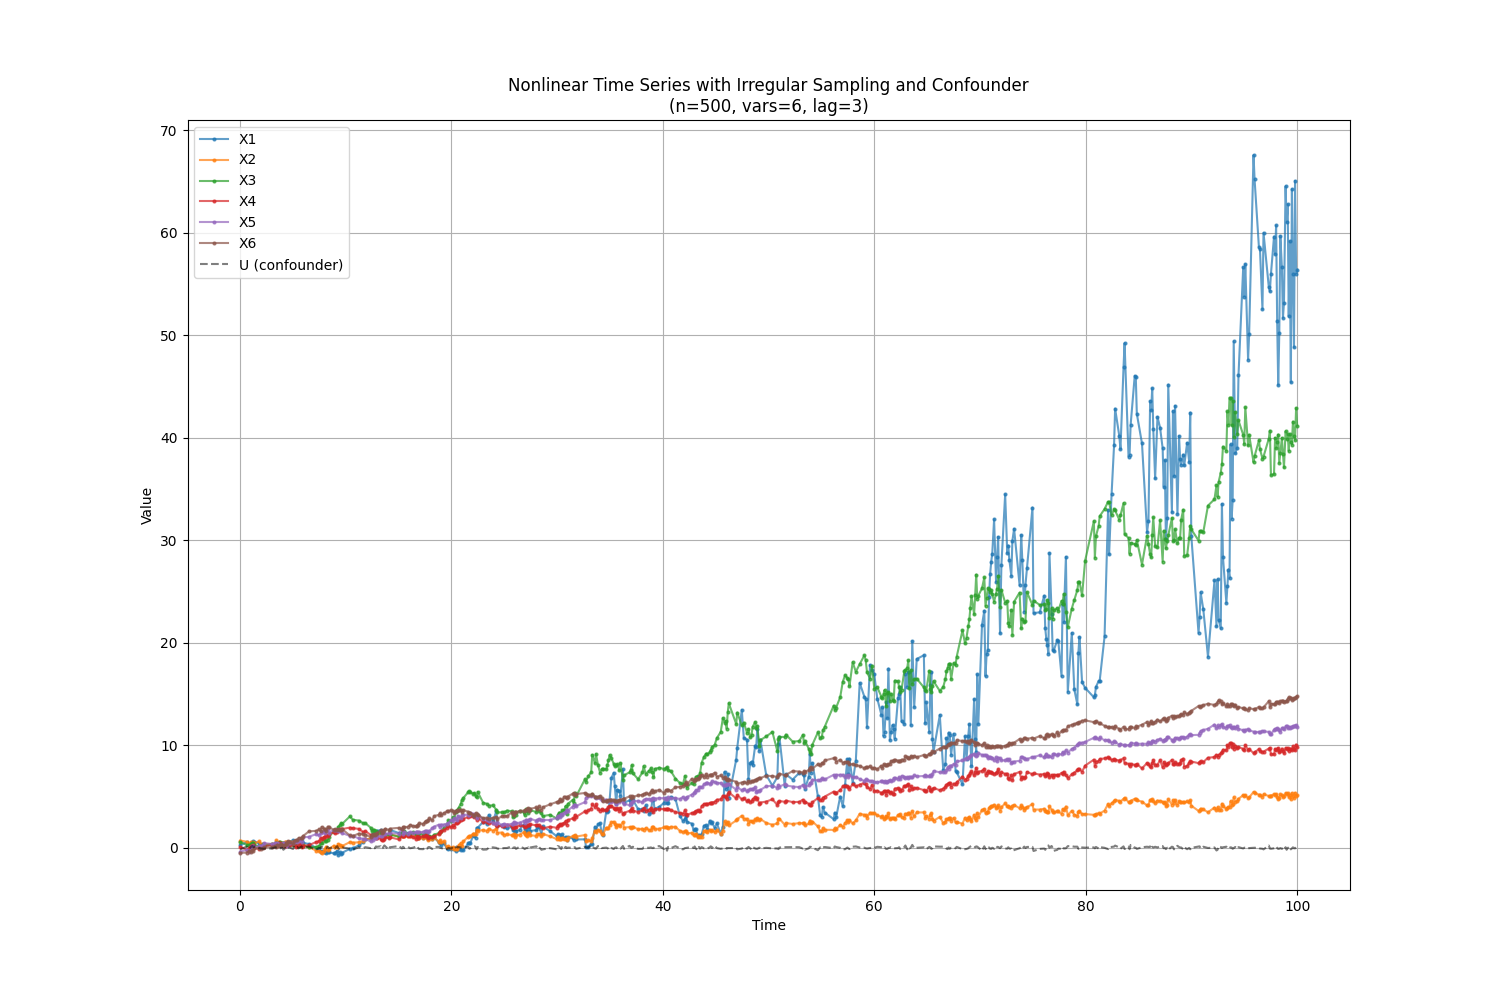 Nonlinear Time Series with Irregular Sampling and Confounder
(n=500, vars=6, lag=3)
X1
X2
X3
X4
X5
X6
U (confounder)
Value
70
60
50
40
30
20
10
0
0
20
40
60
80
100
Time